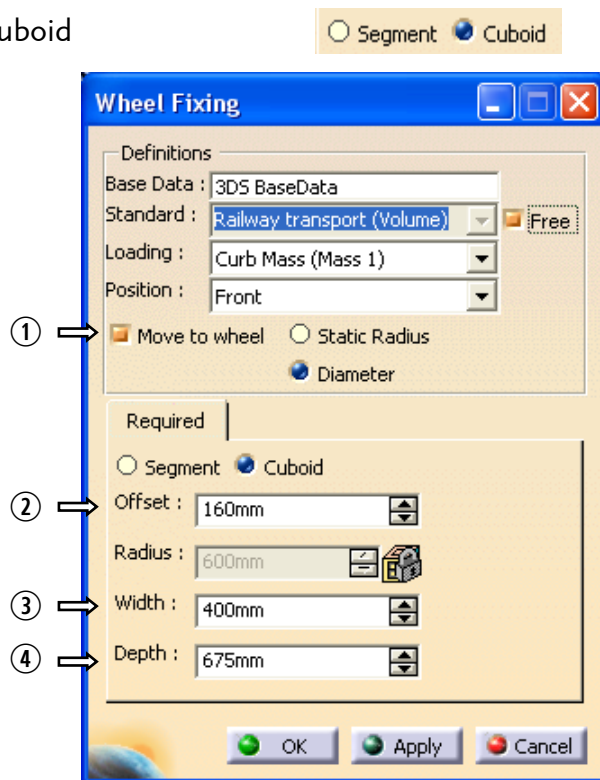 uboid
Segment Cuboid
Wheel Fixing
Definitions
Base Data : 3DS BaseData
Standard : Railway transport (Volume) Free
Loading : Curb Mass (Mass 1)
Position : Front
① Move to wheel Static Radius
Diameter
Required
Segment Cuboid
② Offset : 160mm
Radius : 600mm
③ Width : 400mm
④ Depth : 675mm
OK Apply Cancel